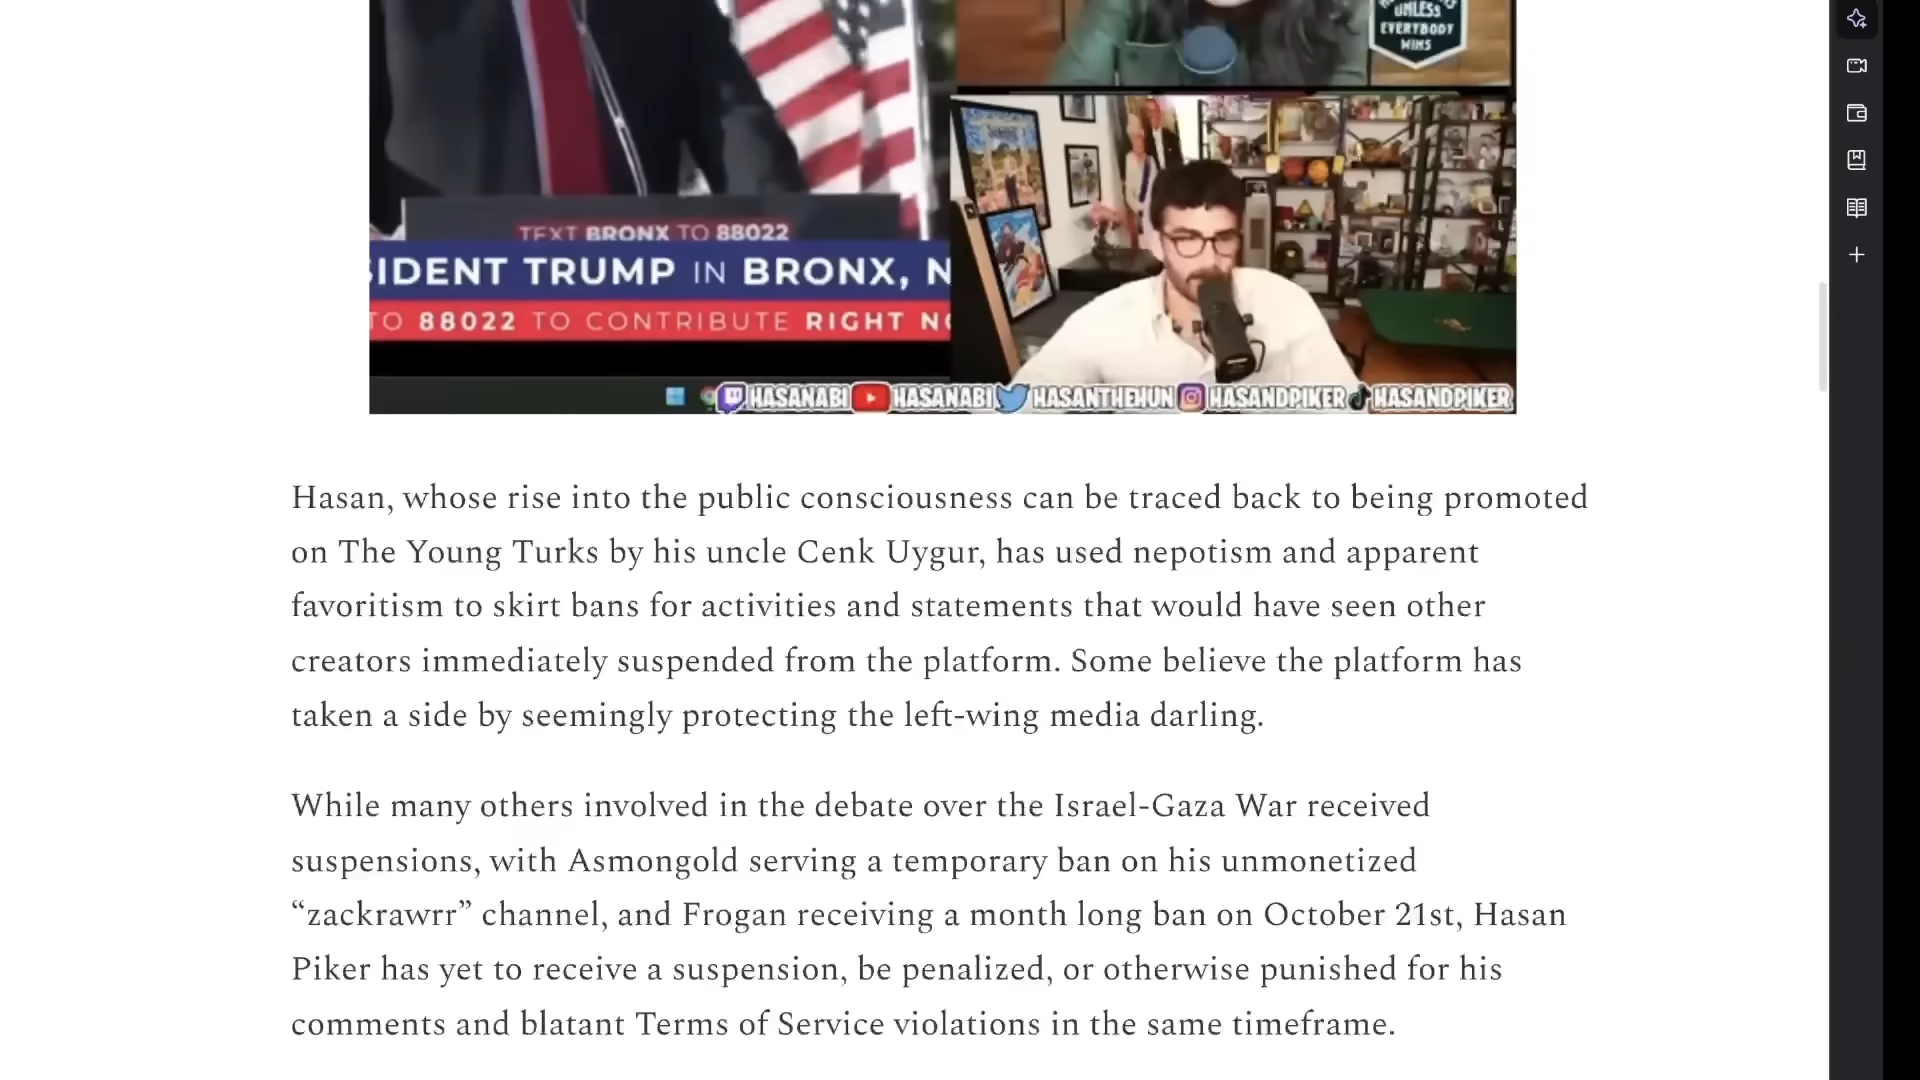 UNLESS
EVERYBODY
WINS
TEXT BRONX TO 88022
SIDENT TRUMP IN BRONX, N
TO 88022 TO CONTRIBUTE RIGHT NO
HASANABI HASANABI HASANTHEHUN HASANDPIKER HASANDPIKER
Hasan, whose rise into the public consciousness can be traced back to being promoted
on The Young Turks by his uncle Cenk Uygur, has used nepotism and apparent
favoritism to skirt bans for activities and statements that would have seen other
creators immediately suspended from the platform. Some believe the platform has
taken a side by seemingly protecting the left-wing media darling.
While many others involved in the debate over the Israel-Gaza War received
suspensions, with Asmongold serving a temporary ban on his unmonetized
“zackrawrr” channel, and Frogan receiving a month long ban on October 21st, Hasan
Piker has yet to receive a suspension, be penalized, or otherwise punished for his
comments and blatant Terms of Service violations in the same timeframe.